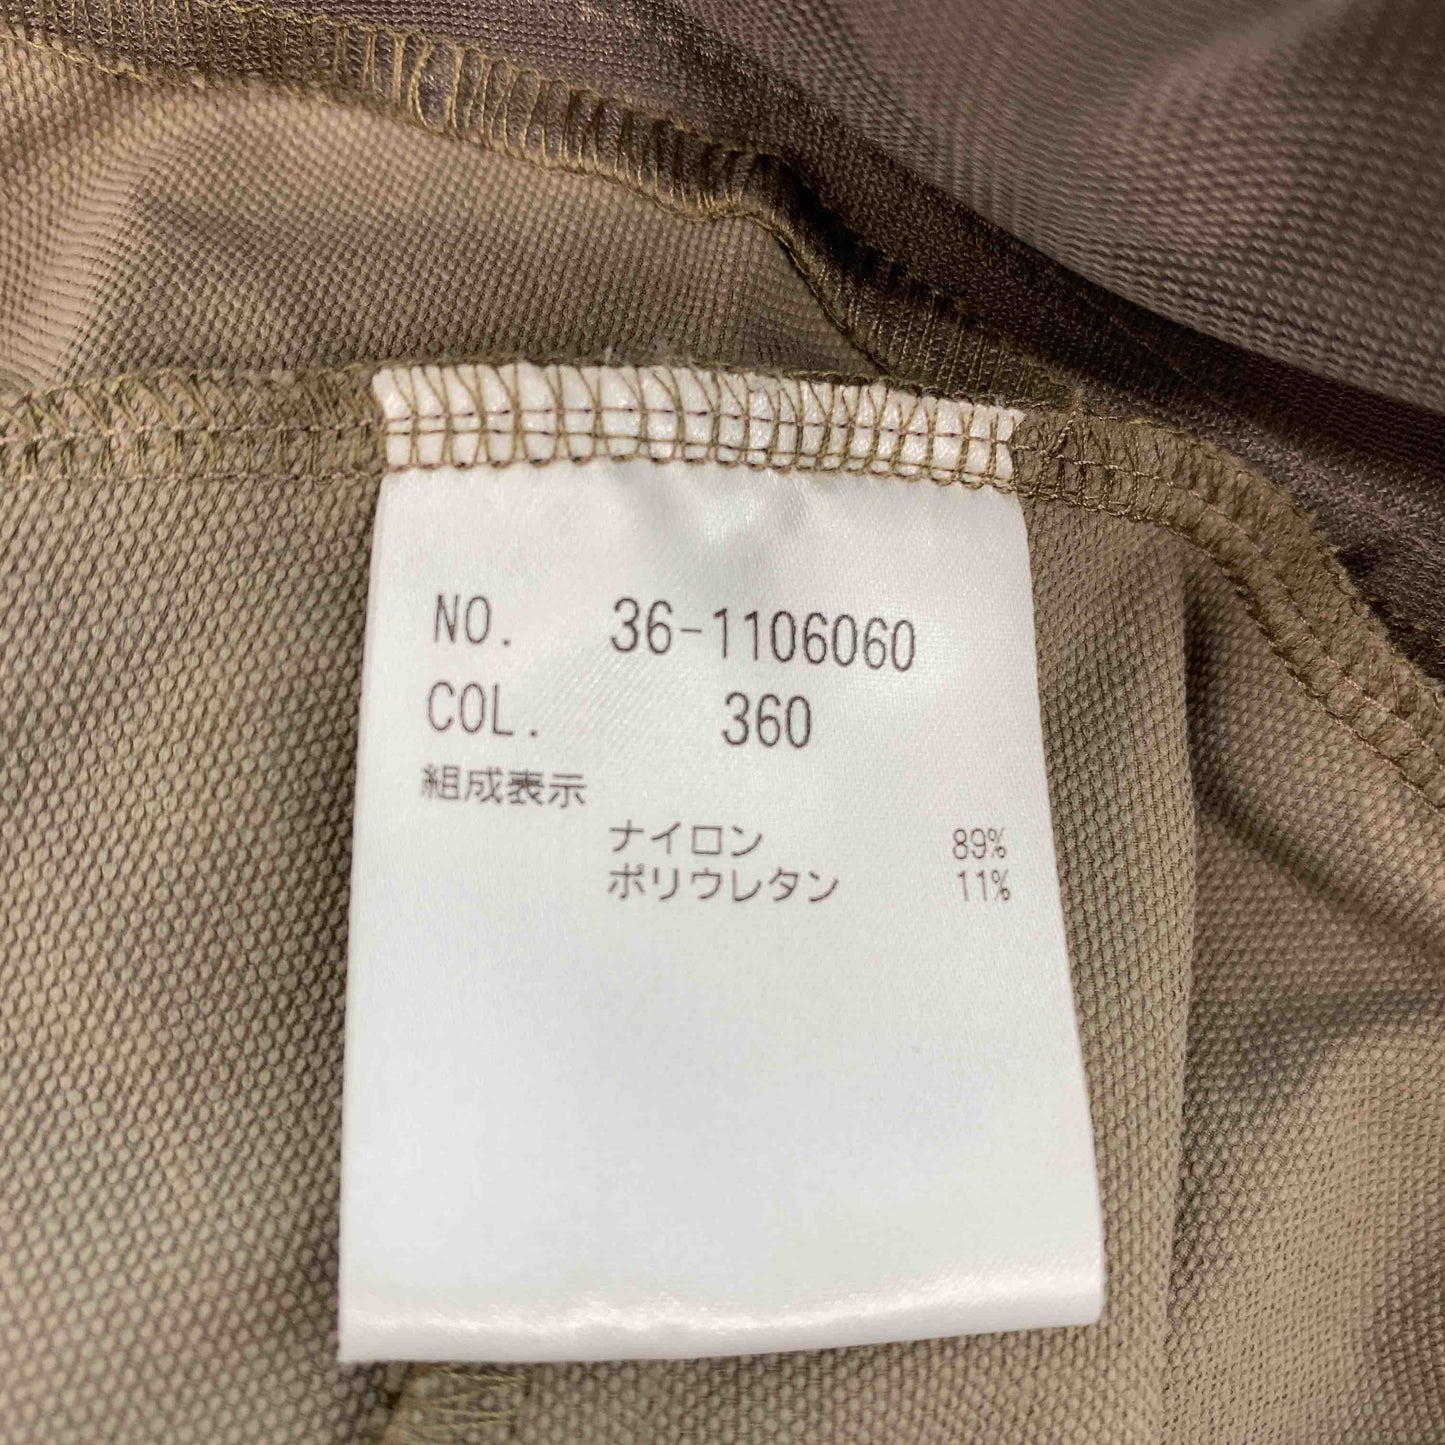 NO. 36-1106060
COL. 360
組成表示
ナイロン 89%
ポリウレタン 11%